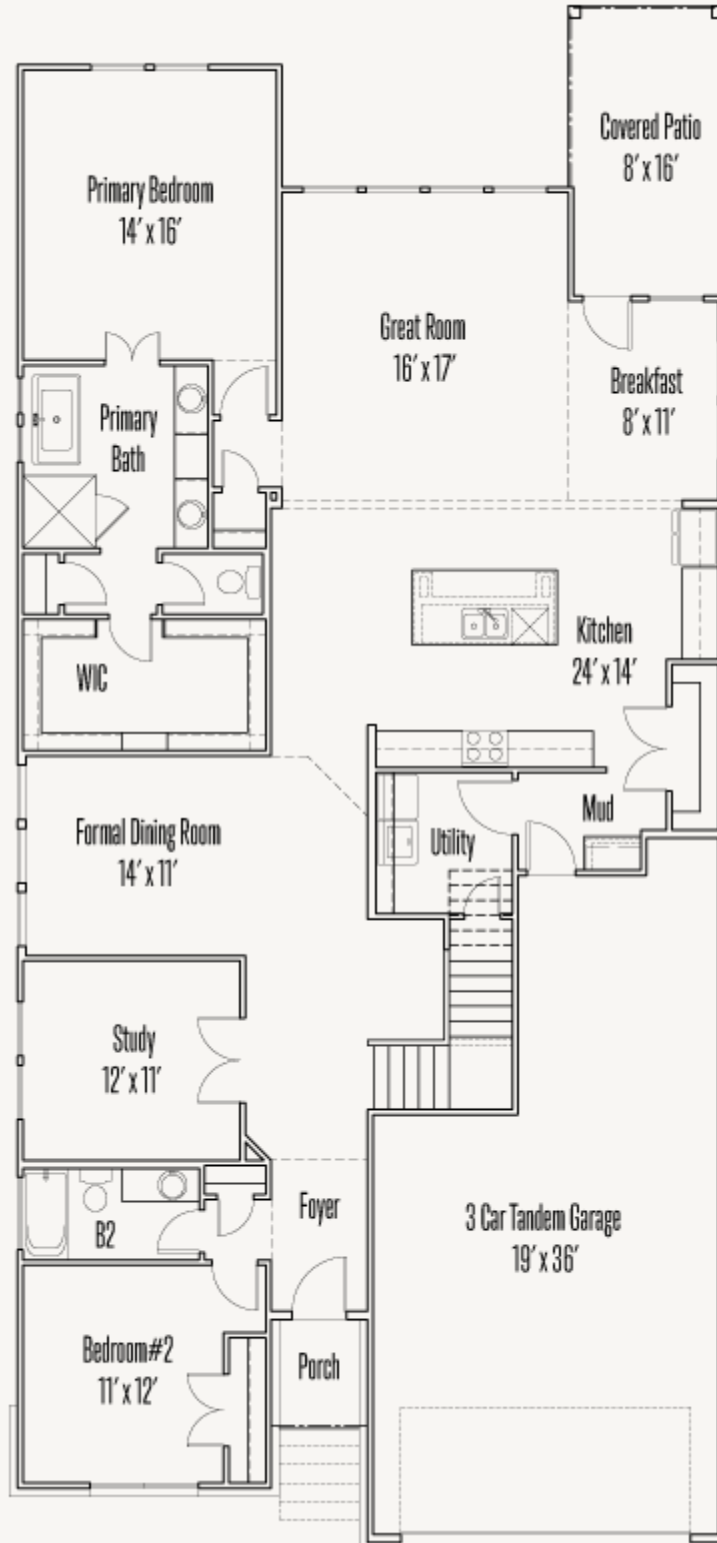 Covered Patio
8' x 16'
Primary Bedroom
14' x 16'
Great Room
16' x 17'
Breakfast
8' x 11'
Primary
Bath
Kitchen
24' x 14'
WIC
Mud
Utility
Formal Dining Room
14' x 11'
Study
12' x 11'
Foyer
B2
3 Car Tandem Garage
19' x 36'
Bedroom#2
11' x 12'
Porch